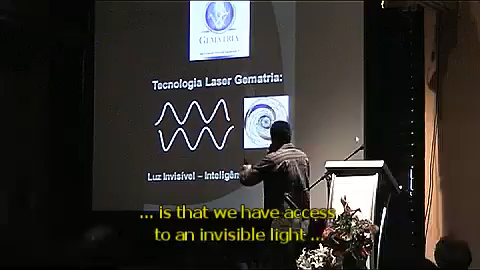 GEMATRIA
Tecnologia Laser Gematria:
Luz Invisível – Inteligên
... is that we have access
to an invisible light ...